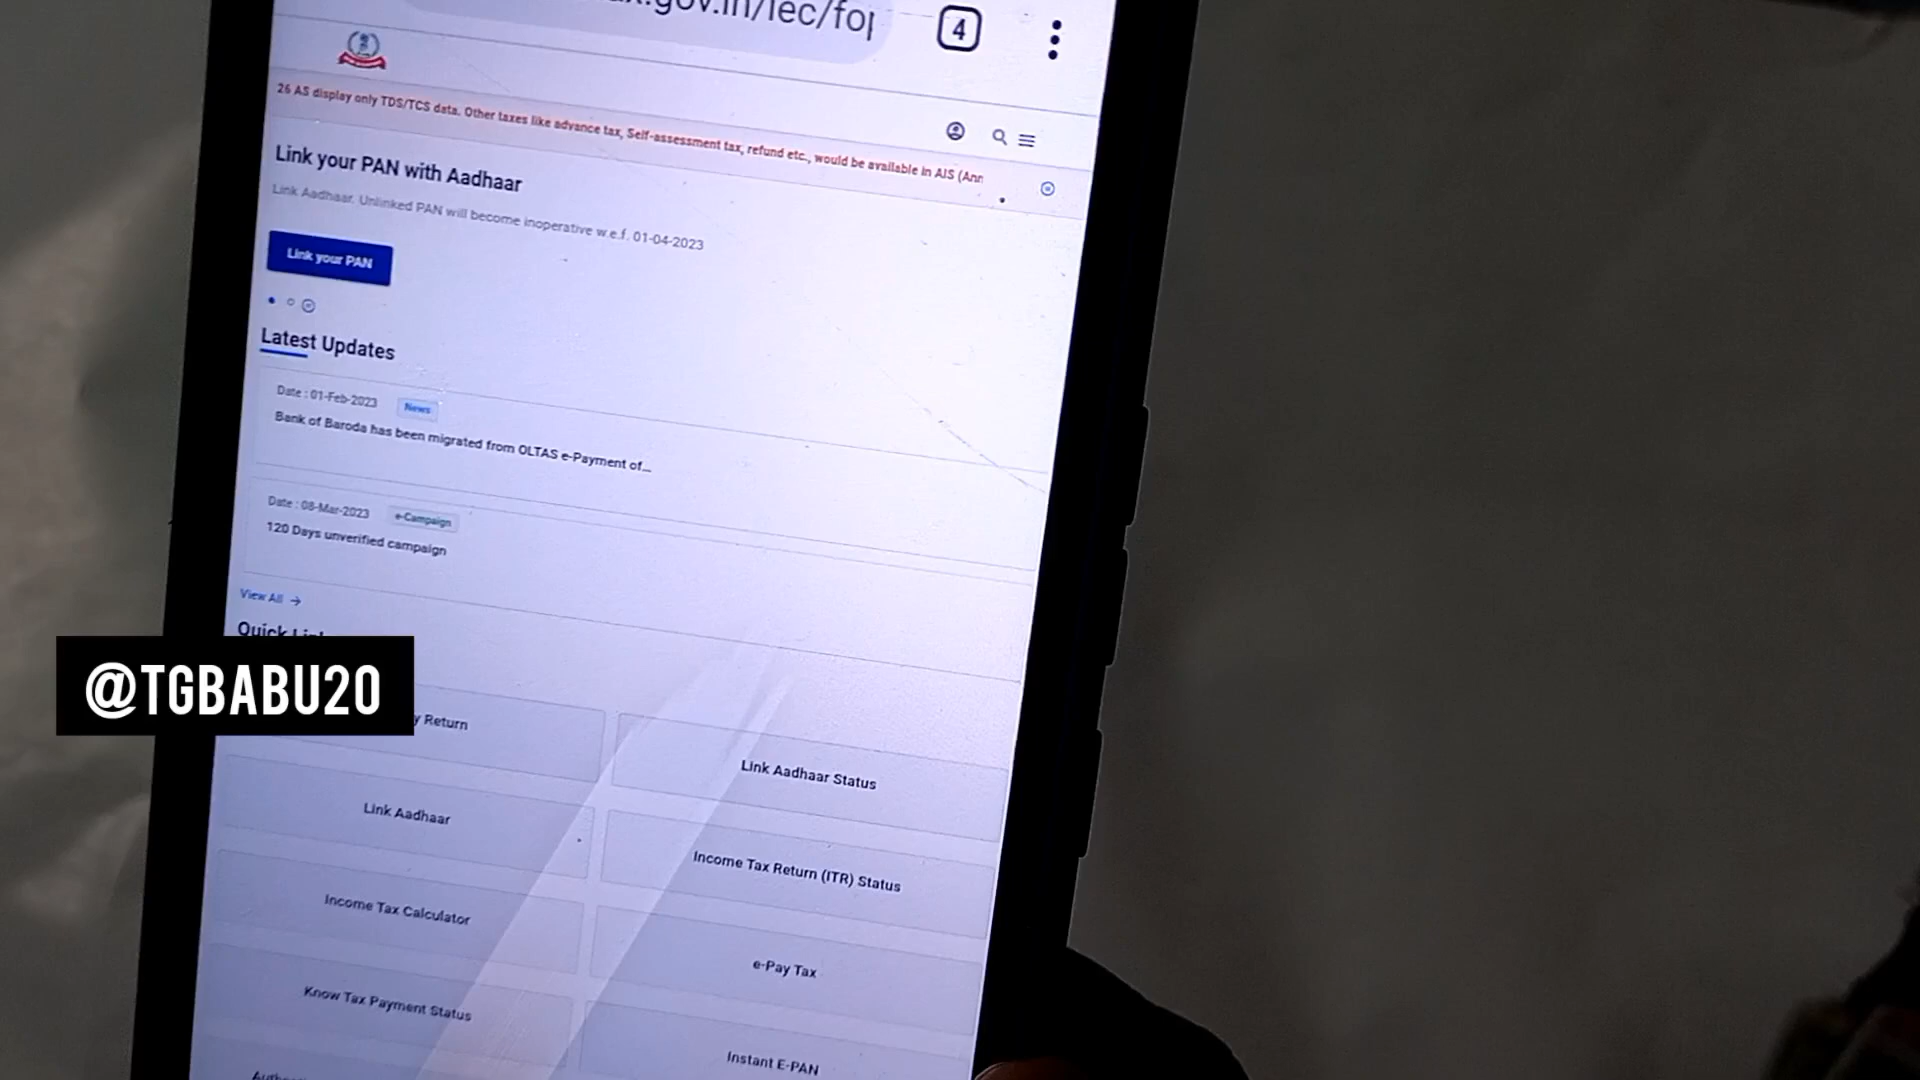 .gov.in/iec/fo
4
26 AS display only TDS/TCS data. Other taxes like advance tax, Self-assessment tax, refund etc., would be available in AIS (Ann
Link your PAN with Aadhaar
Link Aadhaar. Unlinked PAN will become inoperative w.e.f. 01-04-2023
Link your PAN
Latest Updates
Date : 01-Feb-2023 News
Bank of Baroda has been migrated from OLTAS e-Payment of...
Date : 08-Mar-2023 e-Campaign
120 Days unverified campaign
View All →
Quick
@TGBABU20
y Return
Link Aadhaar Status
Link Aadhaar
Income Tax Return (ITR) Status
Income Tax Calculator
e-Pay Tax
Know Tax Payment Status
Instant E-PAN